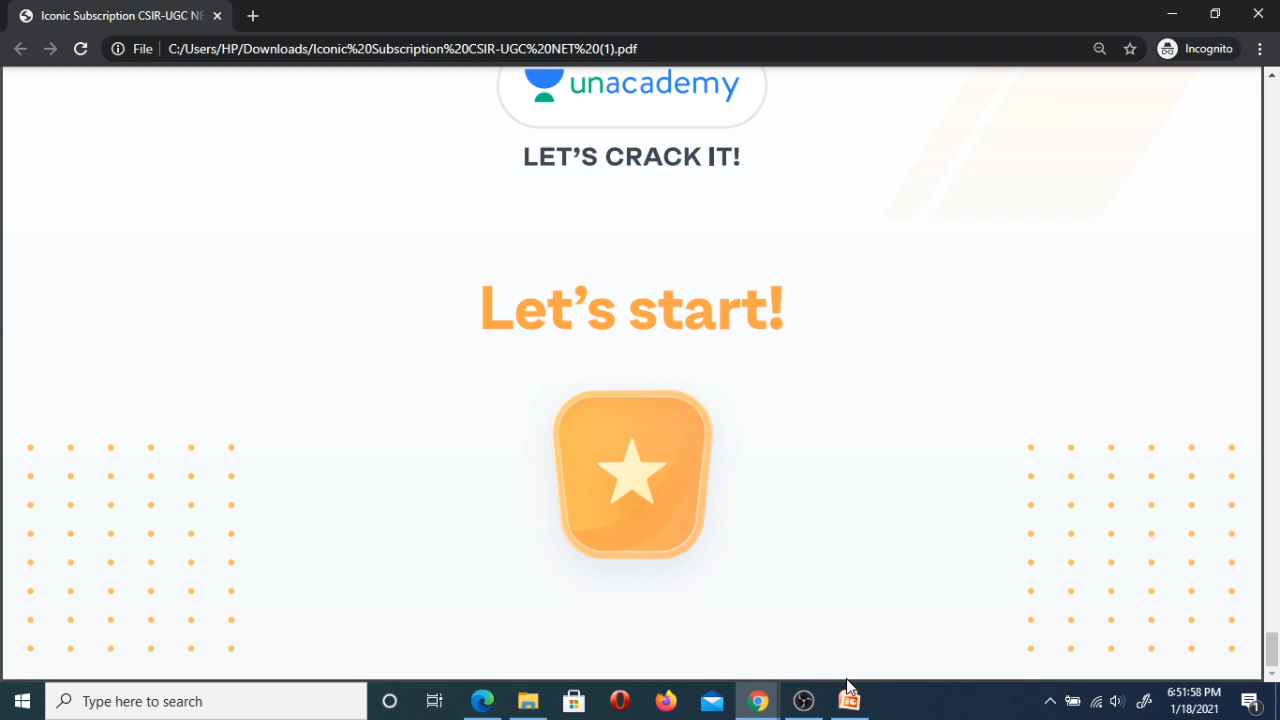 Iconic Subscription CSIR-UGC NE
File
C:/Users/HP/Downloads/Iconic%20Subscription%20CSIR-UGC%20NET%20(1).pdf
Incognito
unacademy
LET'S CRACK IT!
Let's start!
Type here to search
6:51:58 PM
1/18/2021
1